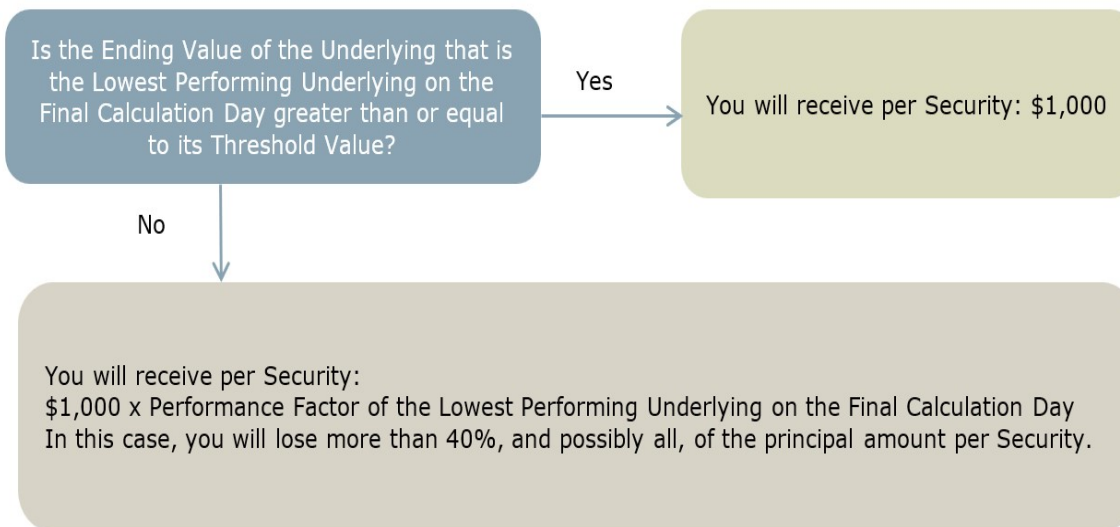 Is the Ending Value of the Underlying that is
the Lowest Performing Underlying on the
Final Calculation Day greater than or equal
to its Threshold Value?
Yes
You will receive per Security: $1,000
No
You will receive per Security:
$1,000 x Performance Factor of the Lowest Performing Underlying on the Final Calculation Day
In this case, you will lose more than 40%, and possibly all, of the principal amount per Security.